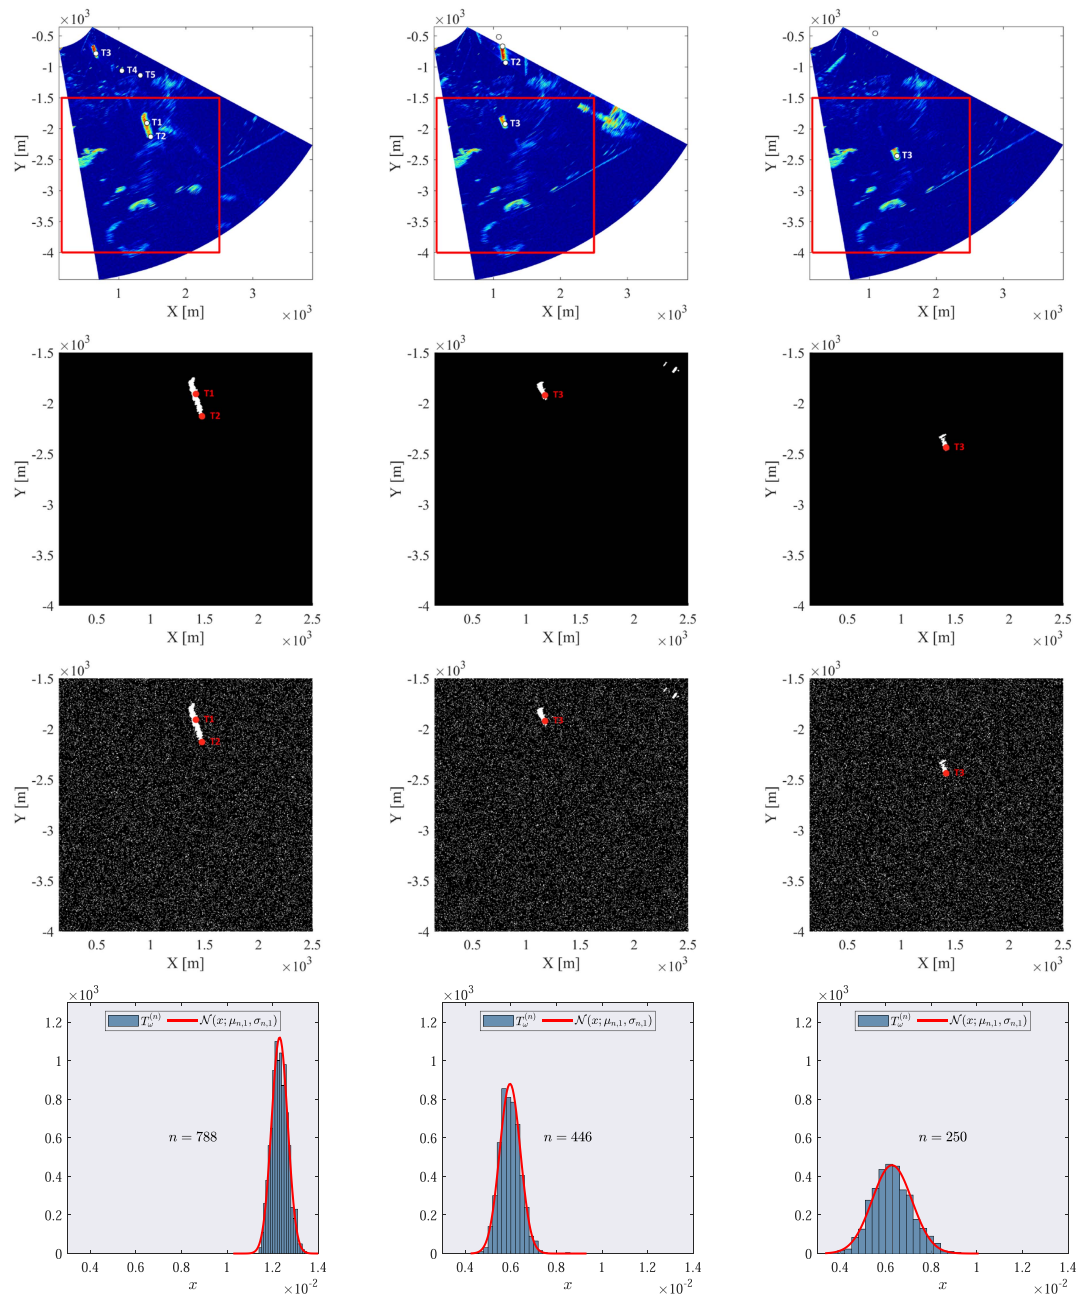 ×10³ ×10³ ×10³
-0.5 -0.5 -0.5
T3 T2
T4 T5
-1 -1 -1
-1.5 -1.5 -1.5
T1 T3
-2 -2 -2
T2
-2.5 -2.5 T3 -2.5
-3 -3 -3
-3.5 -3.5 -3.5
-4 -4 -4
Y [m] Y [m] Y [m]
1 2 3 1 2 3 1 2 3
X [m] ×10³ X [m] ×10³ X [m] ×10³
×10³ ×10³ ×10³
-1.5 -1.5 -1.5
T1 T3
-2 -2 -2
T2
-2.5 -2.5 -2.5 T3
-3 -3 -3
-3.5 -3.5 -3.5
-4 -4 -4
Y [m] Y [m] Y [m]
0.5 1 1.5 2 2.5 0.5 1 1.5 2 2.5 0.5 1 1.5 2 2.5
X [m] ×10³ X [m] ×10³ X [m] ×10³
×10³ ×10³ ×10³
-1.5 -1.5 -1.5
T1 T3
-2 -2 -2
T2
-2.5 -2.5 -2.5 T3
-3 -3 -3
-3.5 -3.5 -3.5
-4 -4 -4
Y [m] Y [m] Y [m]
0.5 1 1.5 2 2.5 0.5 1 1.5 2 2.5 0.5 1 1.5 2 2.5
X [m] ×10³ X [m] ×10³ X [m] ×10³
×10³ ×10³ ×10³
T_ω^(n) 𝒩(x; μ_n,1, σ_n,1) T_ω^(n) 𝒩(x; μ_n,1, σ_n,1) T_ω^(n) 𝒩(x; μ_n,1, σ_n,1)
1.2 1.2 1.2
1 1 1
0.8 0.8 0.8
n = 788 n = 446 n = 250
0.6 0.6 0.6
0.4 0.4 0.4
0.2 0.2 0.2
0 0 0
0.4 0.6 0.8 1 1.2 1.4 0.4 0.6 0.8 1 1.2 1.4 0.4 0.6 0.8 1 1.2 1.4
x ×10⁻² x ×10⁻² x ×10⁻²